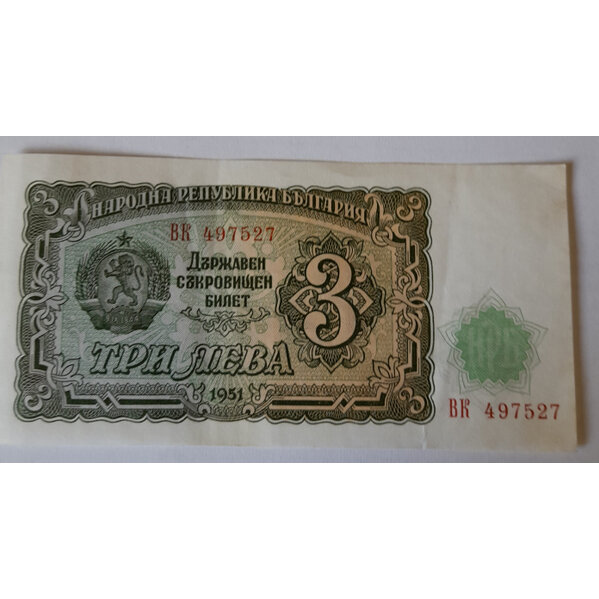 НАРОДНА РЕПУБЛИКА БЪЛГАРИЯ
ВК 497527
ДЪРЖАВЕН
СЪКРОВИЩЕН
БИЛЕТ
3
ТРИ ЛЕВА
1951
ВК 497527